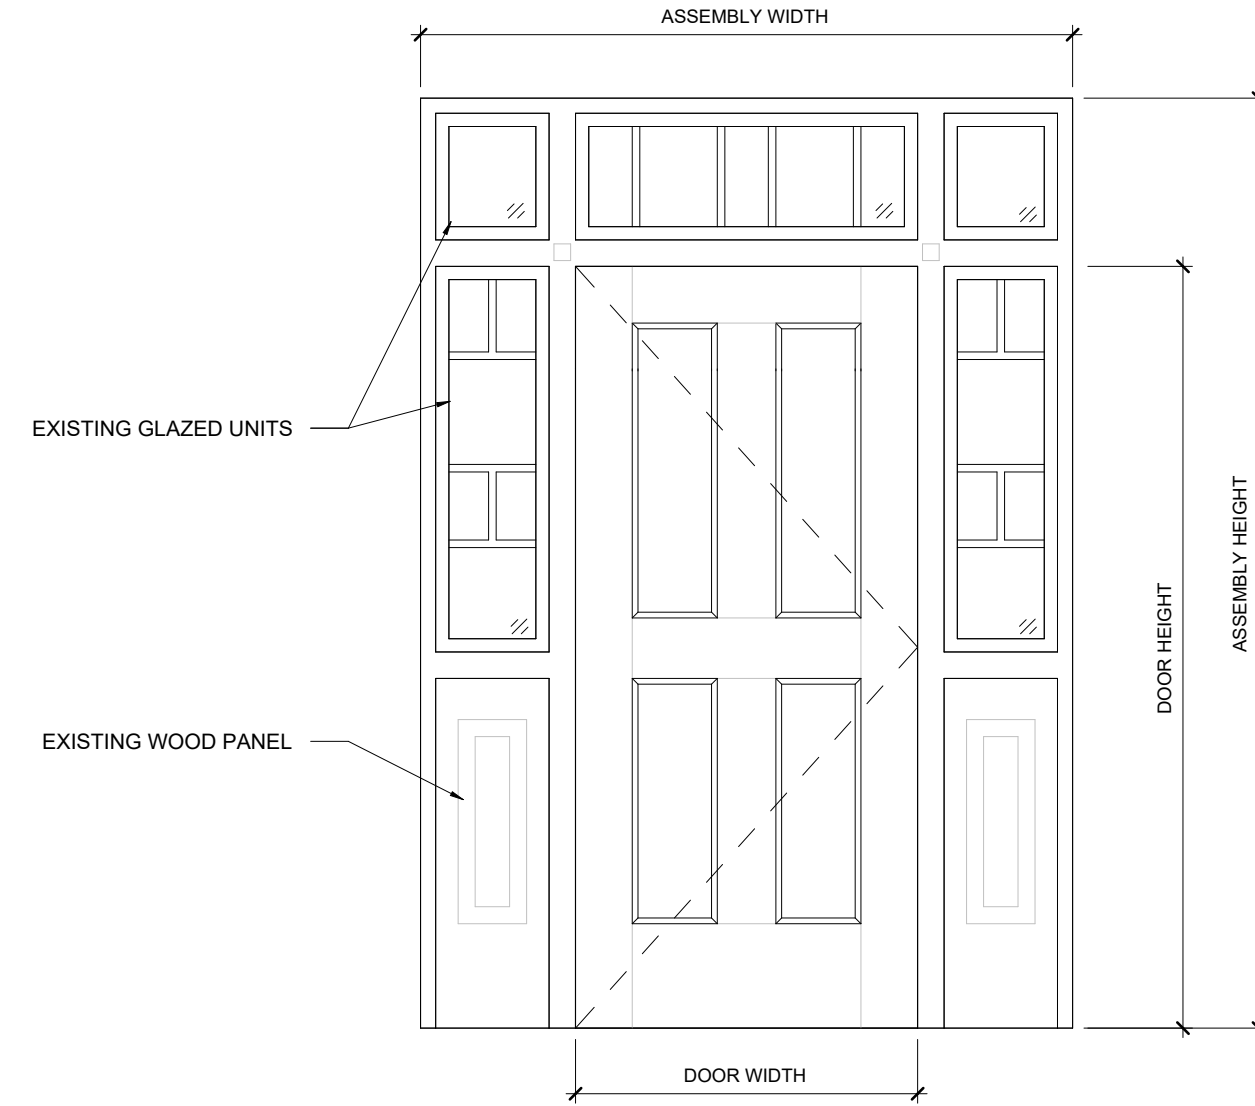 ASSEMBLY WIDTH
EXISTING GLAZED UNITS
ASSEMBLY HEIGHT
DOOR HEIGHT
EXISTING WOOD PANEL
DOOR WIDTH